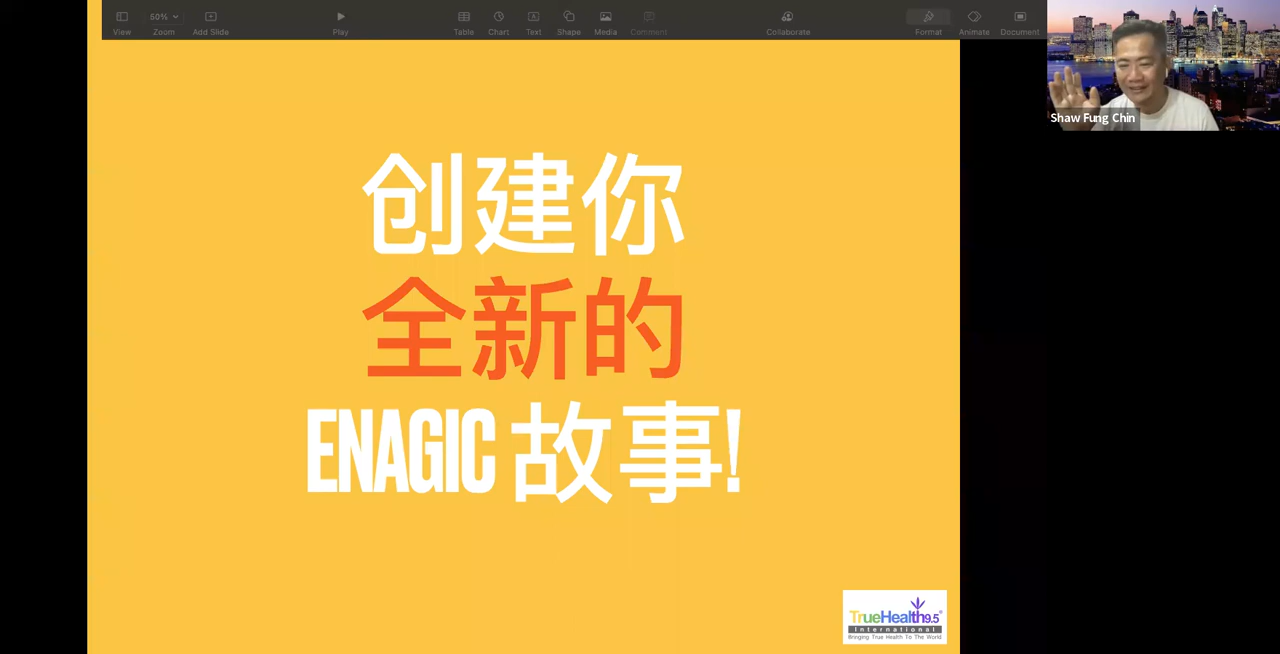 View
50%
Zoom
Add Slide
Play
Table
Chart
Text
Shape
Media
Comment
Collaborate
Format
Animate
Document
Shaw Fung Chin
创建你
全新的
ENAGIC 故事!
TrueHealth9.5®
International
Bringing True Health To The World